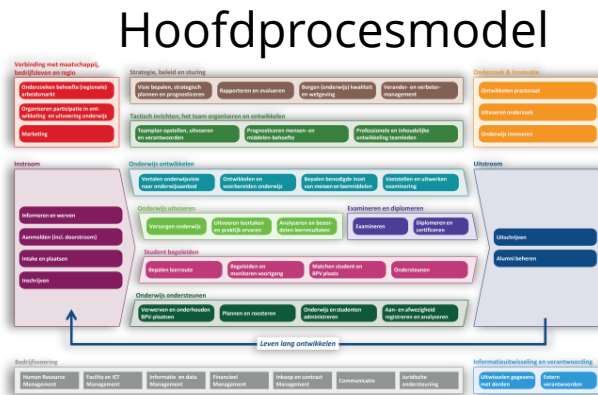 Hoofdprocesmodel
Verbinding met maatschappij,
bedrijfsleven en regio
Onderzoeken behoefte (regionale)
arbeidsmarkt
Organiseren participatie in ont-
wikkeling en uitvoering onderwijs
Marketing
Strategie, beleid en sturing
Visie bepalen, strategisch
plannen en prognosticeren
Rapporteren en evalueren
Borgen (onderwijs) kwaliteit
en wetgeving
Verander- en verbeter-
management
Tactisch inrichten; het team organiseren en ontwikkelen
Teamplan opstellen, uitvoeren
en verantwoorden
Prognosticeren mensen- en
middelen-behoefte
Professionele en inhoudelijke
ontwikkeling teamleden
Onderzoek & Innovatie
Ontwikkelen practoraat
Uitvoeren onderzoek
Onderwijs innoveren
Instroom
Informeren en werven
Aanmelden (incl. doorstroom)
Intake en plaatsen
Inschrijven
Onderwijs ontwikkelen
Vertalen onderwijsvisie
naar onderwijsaanbod
Ontwikkelen en
voorbereiden onderwijs
Bepalen benodigde inzet
van mensen en leermiddelen
Vaststellen en uitwerken
examinering
Onderwijs uitvoeren
Verzorgen onderwijs
Uitvoeren leertaken
en praktijk ervaren
Analyseren en beoor-
delen leerresultaten
Examineren en diplomeren
Examineren
Diplomeren en
certificeren
Student begeleiden
Bepalen leerroute
Begeleiden en
monitoren voortgang
Matchen student en
BPV plaats
Ondersteunen
Onderwijs ondersteunen
Verwerven en onderhouden
BPV-plaatsen
Plannen en roosteren
Onderwijs en studenten
administreren
Aan- en afwezigheid
registreren en analyseren
Uitstroom
Uitschrijven
Alumni beheren
Leven lang ontwikkelen
Bedrijfsvoering
Human Resource
Management
Facility en ICT
Management
Informatie en data
Management
Financieel
Management
Inkoop en contract
Management
Communicatie
Juridische
ondersteuning
Informatieuitwisseling en verantwoording
Uitwisselen gegevens
met derden
Extern
verantwoorden